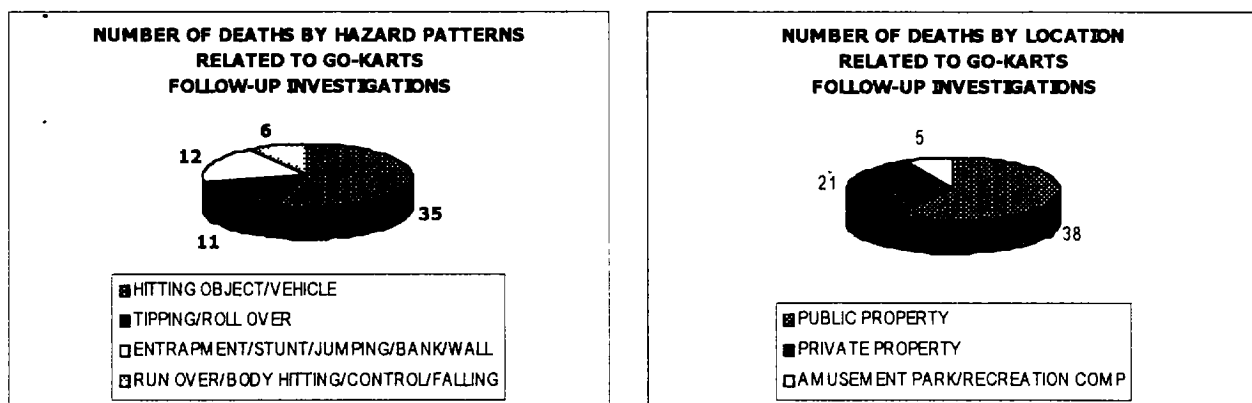 NUMBER OF DEATHS BY HAZARD PATTERNS
RELATED TO GO-KARTS
FOLLOW-UP INVESTIGATIONS
6
12
35
11
HITTING OBJECT/VEHICLE
TIPPING/ROLL OVER
ENTRAPMENT/STUNT/JUMPING/BANK/WALL
RUN OVER/BODY HITTING/CONTROL/FALLING
NUMBER OF DEATHS BY LOCATION
RELATED TO GO-KARTS
FOLLOW-UP INVESTIGATIONS
5
21
38
PUBLIC PROPERTY
PRIVATE PROPERTY
AMUSEMENT PARK/RECREATION COMP